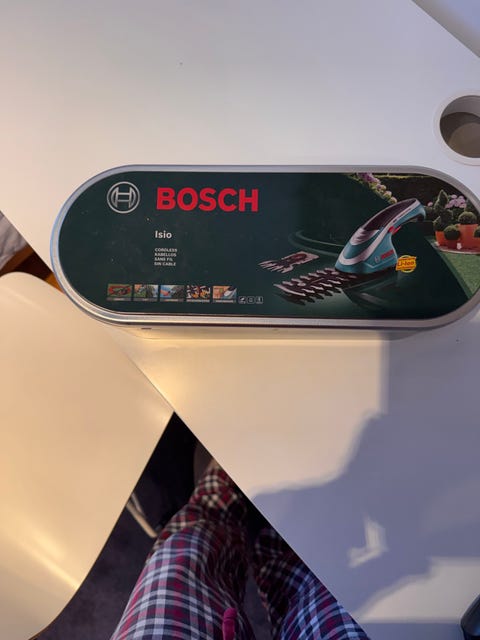 BOSCH
Isio
CORDLESS
KABELLOS
SANS FIL
SIN CABLE
Li-Ion